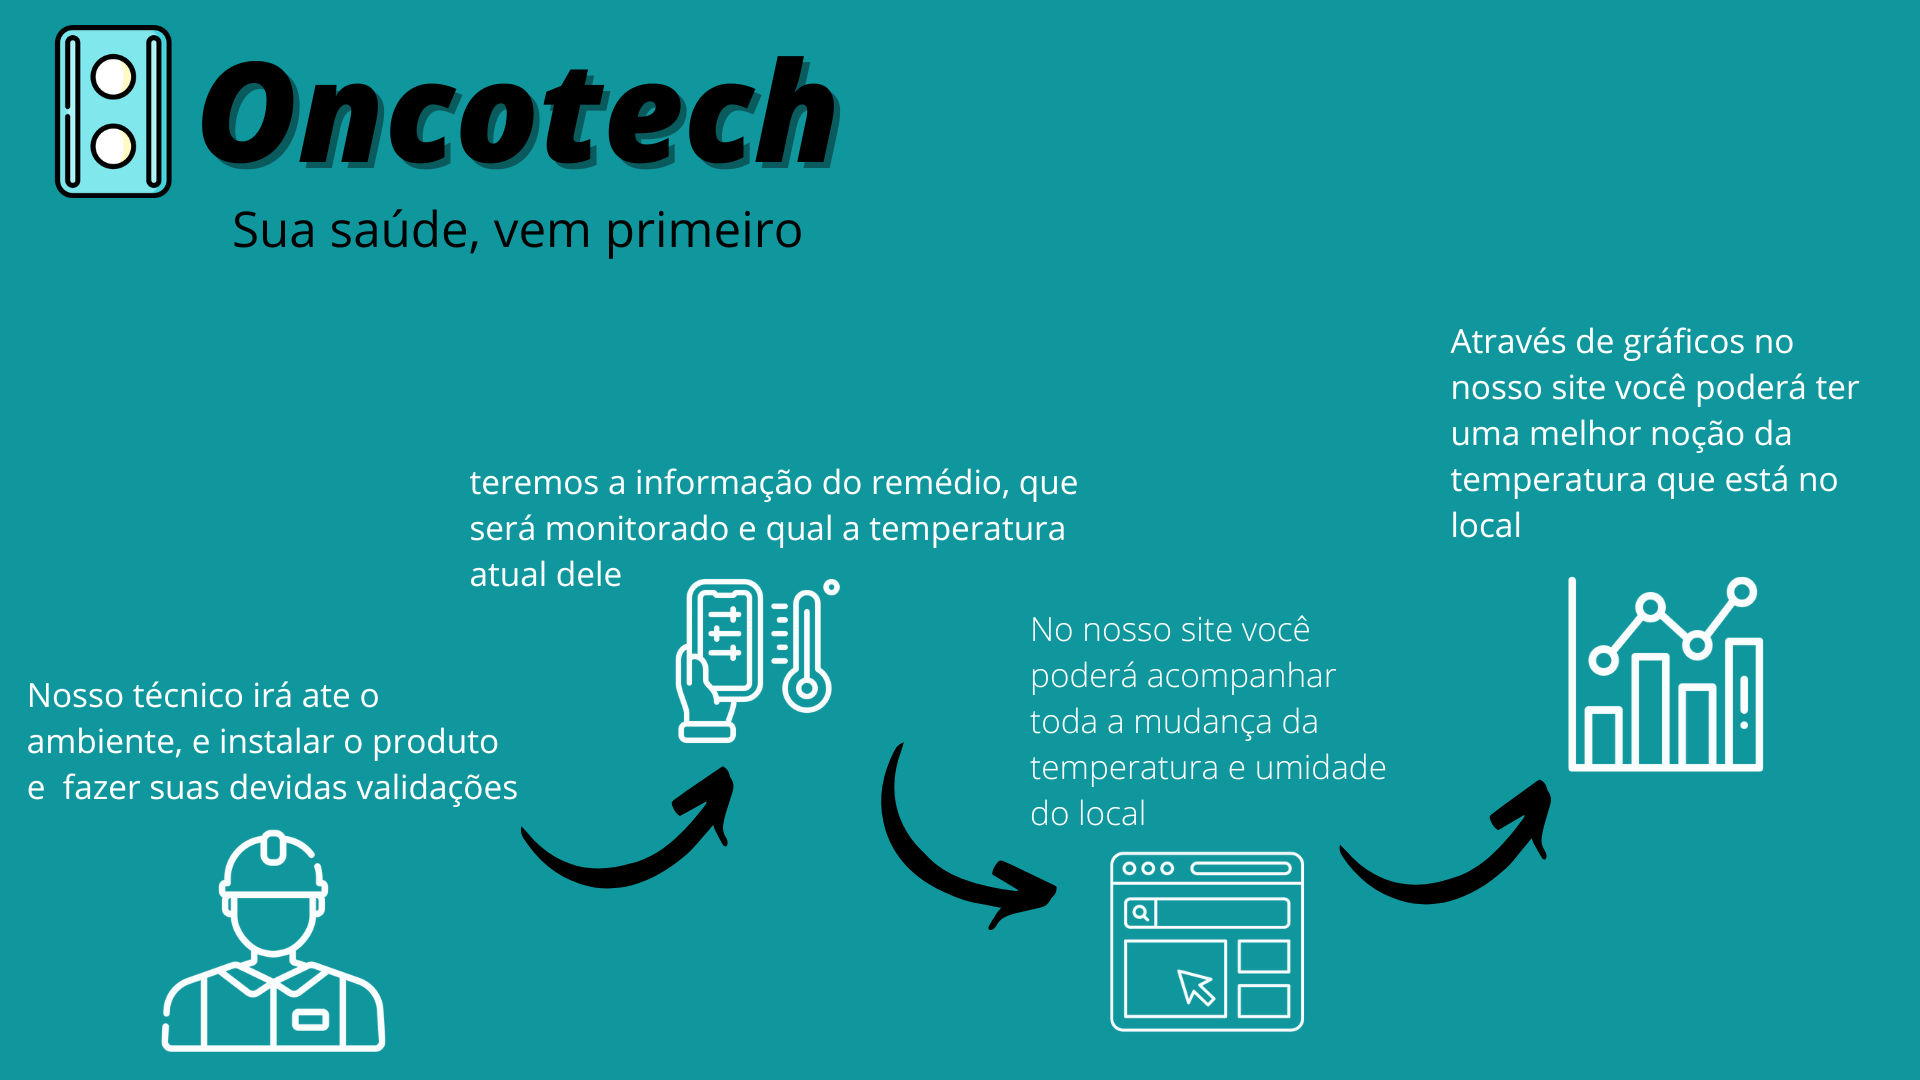 Oncotech
Sua saúde, vem primeiro
Nosso técnico irá ate o
ambiente, e instalar o produto
e  fazer suas devidas validações
teremos a informação do remédio, que
será monitorado e qual a temperatura
atual dele
No nosso site você
poderá acompanhar
toda a mudança da
temperatura e umidade
do local
Através de gráficos no
nosso site você poderá ter
uma melhor noção da
temperatura que está no
local